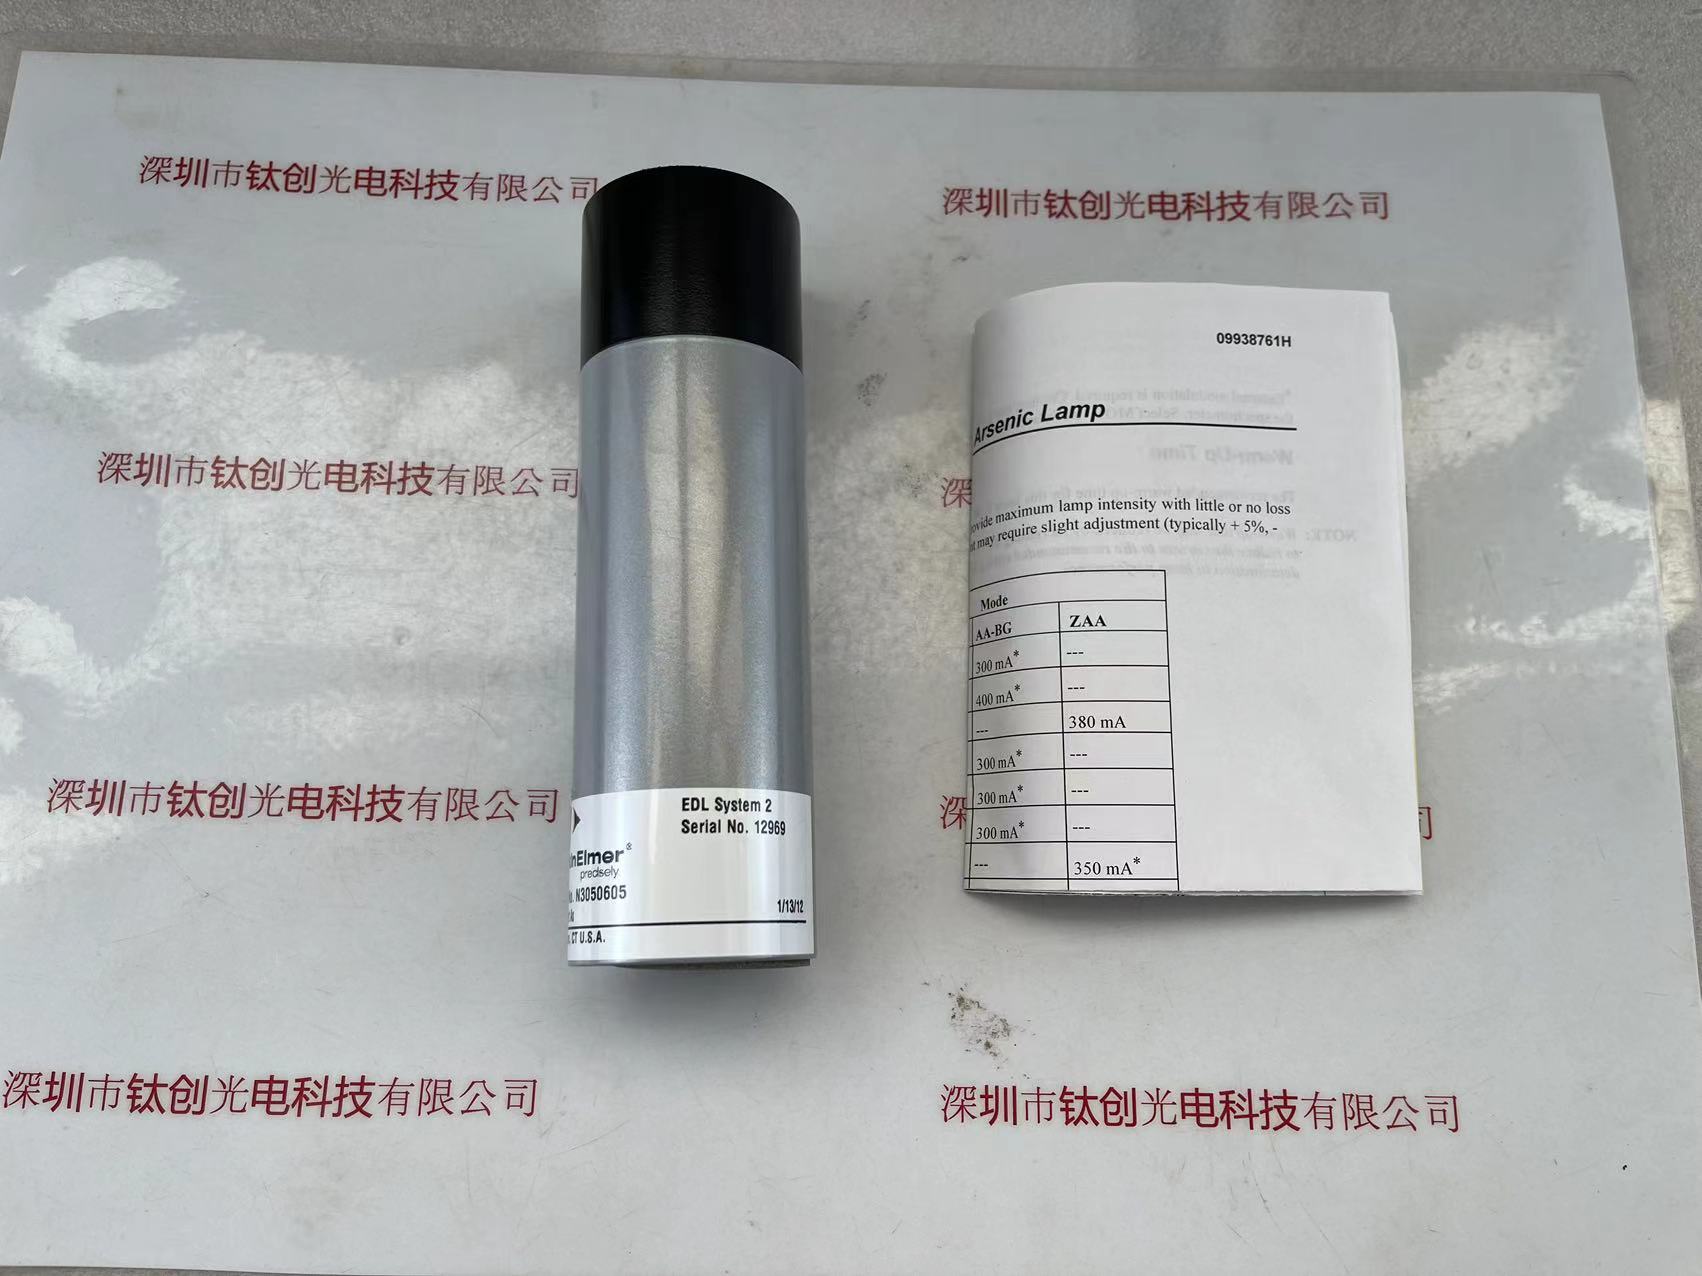 深圳市钛创光电科技有限公司
深圳市钛创光电科技有限公司
深圳市钛创光电科技有限公司
深
深圳市钛创光电科技有限公司
深
司
深圳市钛创光电科技有限公司
深圳市钛创光电科技有限公司
EDL System 2
Serial No. 12969
inElmer®
precisely
N3050605
1/13/12
CT U.S.A.
09938761H
Arsenic Lamp
maximum lamp intensity with little or no loss
may require slight adjustment (typically + 5%, -
Mode
AA-BG ZAA
300 mA* ---
400 mA* ---
--- 380 mA
300 mA* ---
300 mA* ---
300 mA* ---
--- 350 mA*